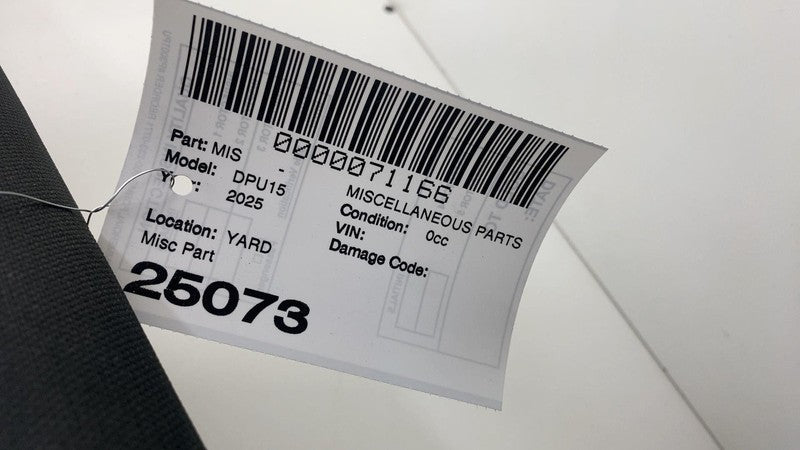 0000071166
Part: MIS - MISCELLANEOUS PARTS
Model: DPU15 Condition: 0cc
2025 VIN:
Location: YARD Damage Code:
Misc Part
25073